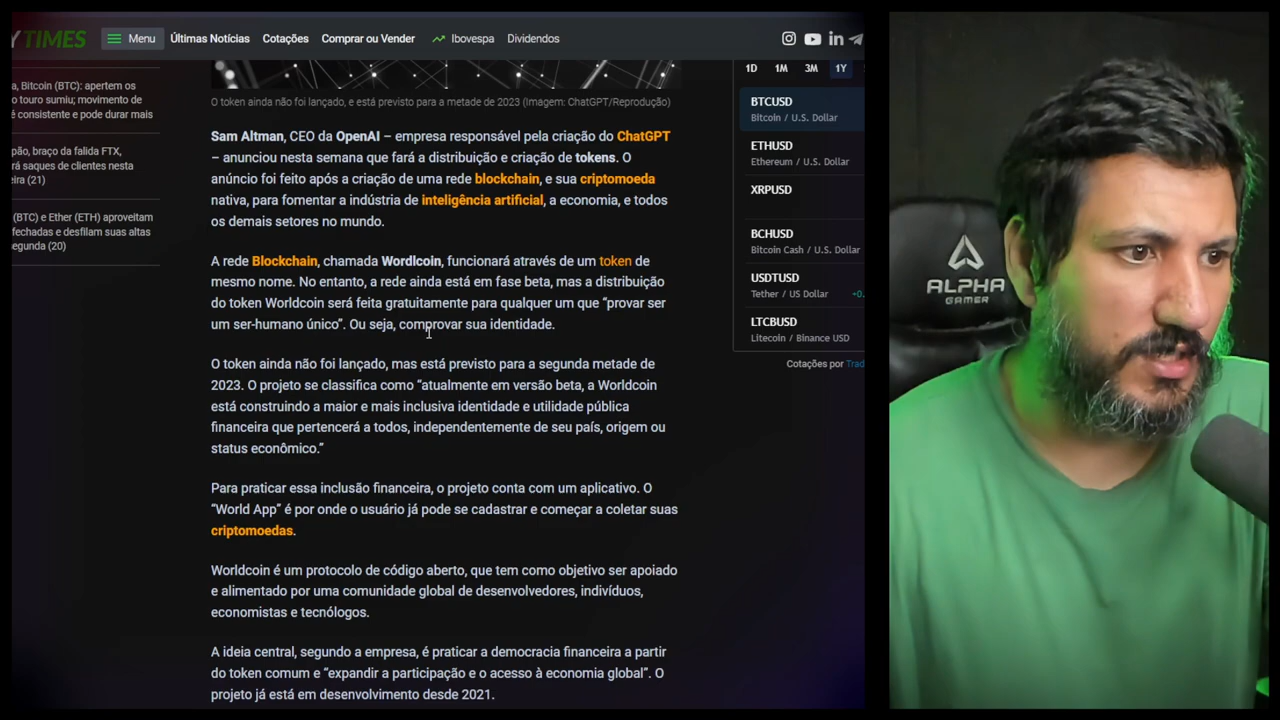 TIMES
Menu
Últimas Notícias
Cotações
Comprar ou Vender
Ibovespa
Dividendos
a, Bitcoin (BTC): apertem os
o touro sumiu; movimento de
é consistente e pode durar mais
pão, braço da falida FTX,
rá saques de clientes nesta
eira (21)
(BTC) e Ether (ETH) aproveitam
fechadas e desfilam suas altas
egunda (20)
O token ainda não foi lançado, e está previsto para a metade de 2023 (Imagem: ChatGPT/Reprodução)
Sam Altman, CEO da OpenAI – empresa responsável pela criação do ChatGPT
– anunciou nesta semana que fará a distribuição e criação de tokens. O
anúncio foi feito após a criação de uma rede blockchain, e sua criptomoeda
nativa, para fomentar a indústria de inteligência artificial, a economia, e todos
os demais setores no mundo.
A rede Blockchain, chamada Wordlcoin, funcionará através de um token de
mesmo nome. No entanto, a rede ainda está em fase beta, mas a distribuição
do token Worldcoin será feita gratuitamente para qualquer um que “provar ser
um ser-humano único”. Ou seja, comprovar sua identidade.
O token ainda não foi lançado, mas está previsto para a segunda metade de
2023. O projeto se classifica como “atualmente em versão beta, a Worldcoin
está construindo a maior e mais inclusiva identidade e utilidade pública
financeira que pertencerá a todos, independentemente de seu país, origem ou
status econômico.”
Para praticar essa inclusão financeira, o projeto conta com um aplicativo. O
“World App” é por onde o usuário já pode se cadastrar e começar a coletar suas
criptomoedas.
Worldcoin é um protocolo de código aberto, que tem como objetivo ser apoiado
e alimentado por uma comunidade global de desenvolvedores, indivíduos,
economistas e tecnólogos.
A ideia central, segundo a empresa, é praticar a democracia financeira a partir
do token comum e “expandir a participação e o acesso à economia global”. O
projeto já está em desenvolvimento desde 2021.
1D 1M 3M 1Y
BTCUSD
Bitcoin / U.S. Dollar
ETHUSD
Ethereum / U.S. Dollar
XRPUSD
BCHUSD
Bitcoin Cash / U.S. Dollar
USDTUSD
Tether / US Dollar +0.
LTCBUSD
Litecoin / Binance USD
Cotações por Trad
ALPHA
GAMER